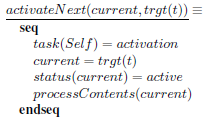 activateNext(current, trgt(t)) ≡
seq
task(Self) = activation
current = trgt(t)
status(current) = active
processContents(current)
endseq